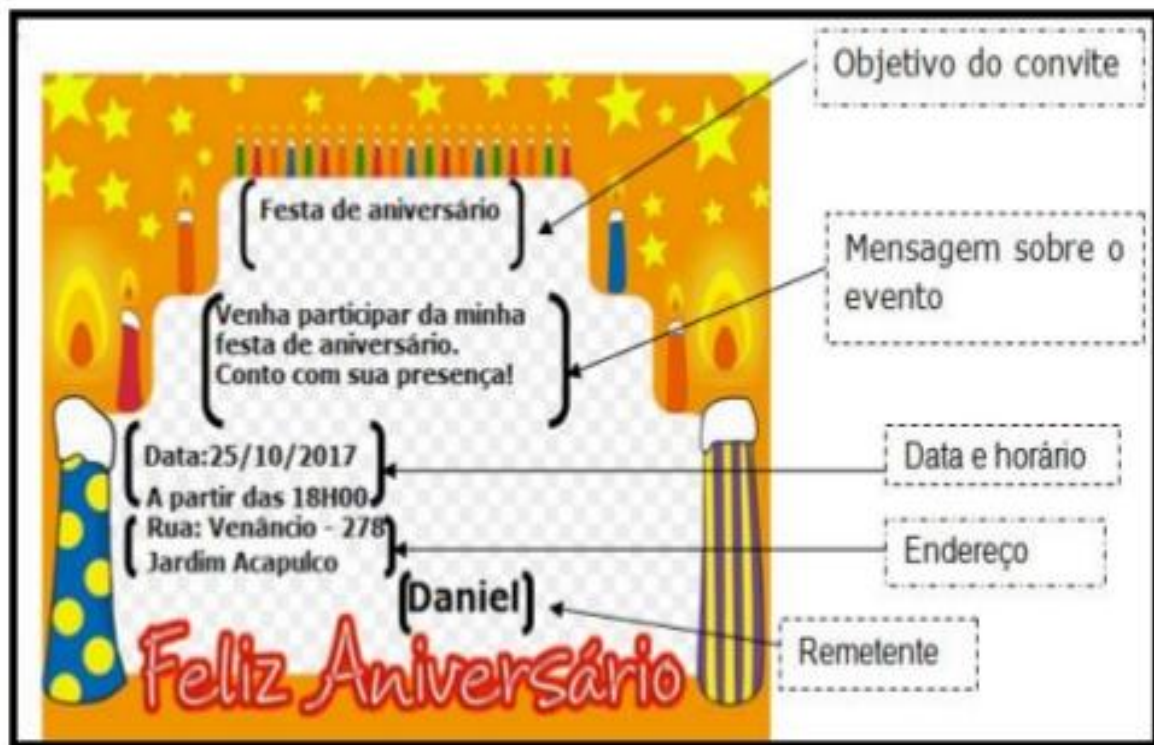 Objetivo do convite
Festa de aniversário
Mensagem sobre o
evento
Venha participar da minha
festa de aniversário.
Conto com sua presença!
Data:25/10/2017
A partir das 18H00
Data e horário
Rua: Venâncio - 278
Jardim Acapulco
Endereço
Daniel
Remetente
Feliz Aniversário